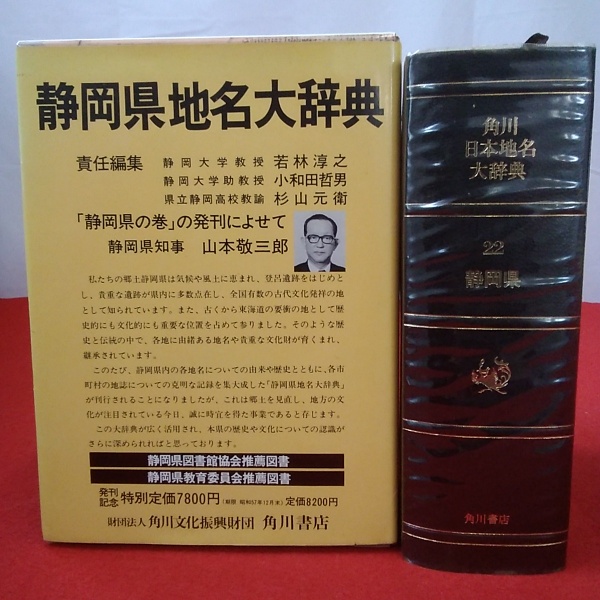 静岡県地名大辞典
責任編集 静岡大学教授 若林淳之
静岡大学助教授 小和田哲男
県立静岡高校教諭 杉山元衛
「静岡県の巻」の発刊によせて
静岡県知事 山本敬三郎
私たちの郷土静岡県は気候や風土に恵まれ、登呂遺跡をはじめと
し、貴重な遺跡が県内に多数点在し、全国有数の古代文化発祥の地
として知られています。また、古くから東海道の要衝の地として歴
史的にも文化的にも重要な位置を占めて参りました。そのような歴
史と伝統の中で、各地に由緒ある地名や貴重な文化財が育くまれ、
継承されています。
このたび、静岡県内の各地名についての由来や歴史とともに、各市
町村の地誌についての克明な記録を集大成した「静岡県地名大辞典」
が刊行されることになりましたが、これは郷土を見直し、地方の文
化が注目されている今日、誠に時宜を得た事業であると存じます。
この大辞典が広く活用され、本県の歴史や文化についての認識が
さらに深められればと思っております。
静岡県図書館協会推薦図書
静岡県教育委員会推薦図書
発刊記念 特別定価7800円 (期限 昭和57年12月末) 定価8200円
財団法人 角川文化振興財団 角川書店
角川
日本地名
大辞典
22
静岡県
角川書店